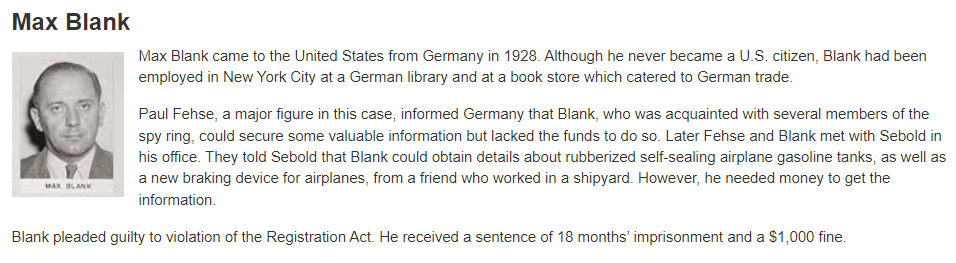 Max Blank
Max Blank came to the United States from Germany in 1928. Although he never became a U.S. citizen, Blank had been
employed in New York City at a German library and at a book store which catered to German trade.
Paul Fehse, a major figure in this case, informed Germany that Blank, who was acquainted with several members of the
spy ring, could secure some valuable information but lacked the funds to do so. Later Fehse and Blank met with Sebold in
his office. They told Sebold that Blank could obtain details about rubberized self-sealing airplane gasoline tanks, as well as
a new braking device for airplanes, from a friend who worked in a shipyard. However, he needed money to get the
information.
MAX BLANK
Blank pleaded guilty to violation of the Registration Act. He received a sentence of 18 months’ imprisonment and a $1,000 fine.